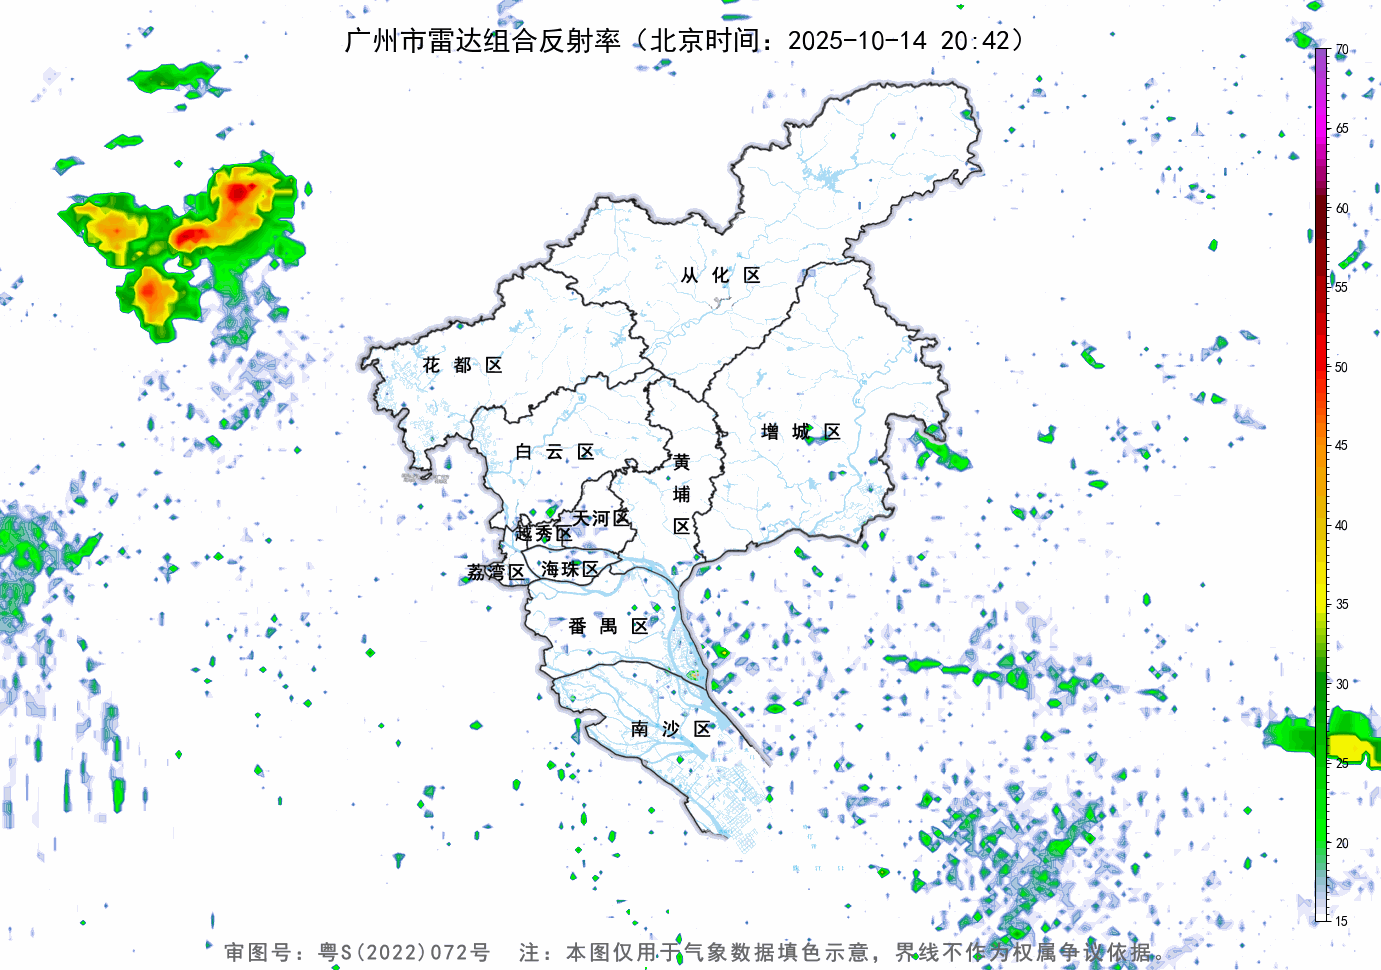 广州市雷达组合反射率（北京时间：2025-10-14 20:42）
70
65
60
55
50
45
40
35
30
25
20
15
从化区
花都区
增城区
白云区
黄埔区
天河区
越秀区
海珠区
荔湾区
番禺区
南沙区
审图号：粤S(2022)072号 注：本图仅用于气象数据填色示意，界线不作为权属争议依据。